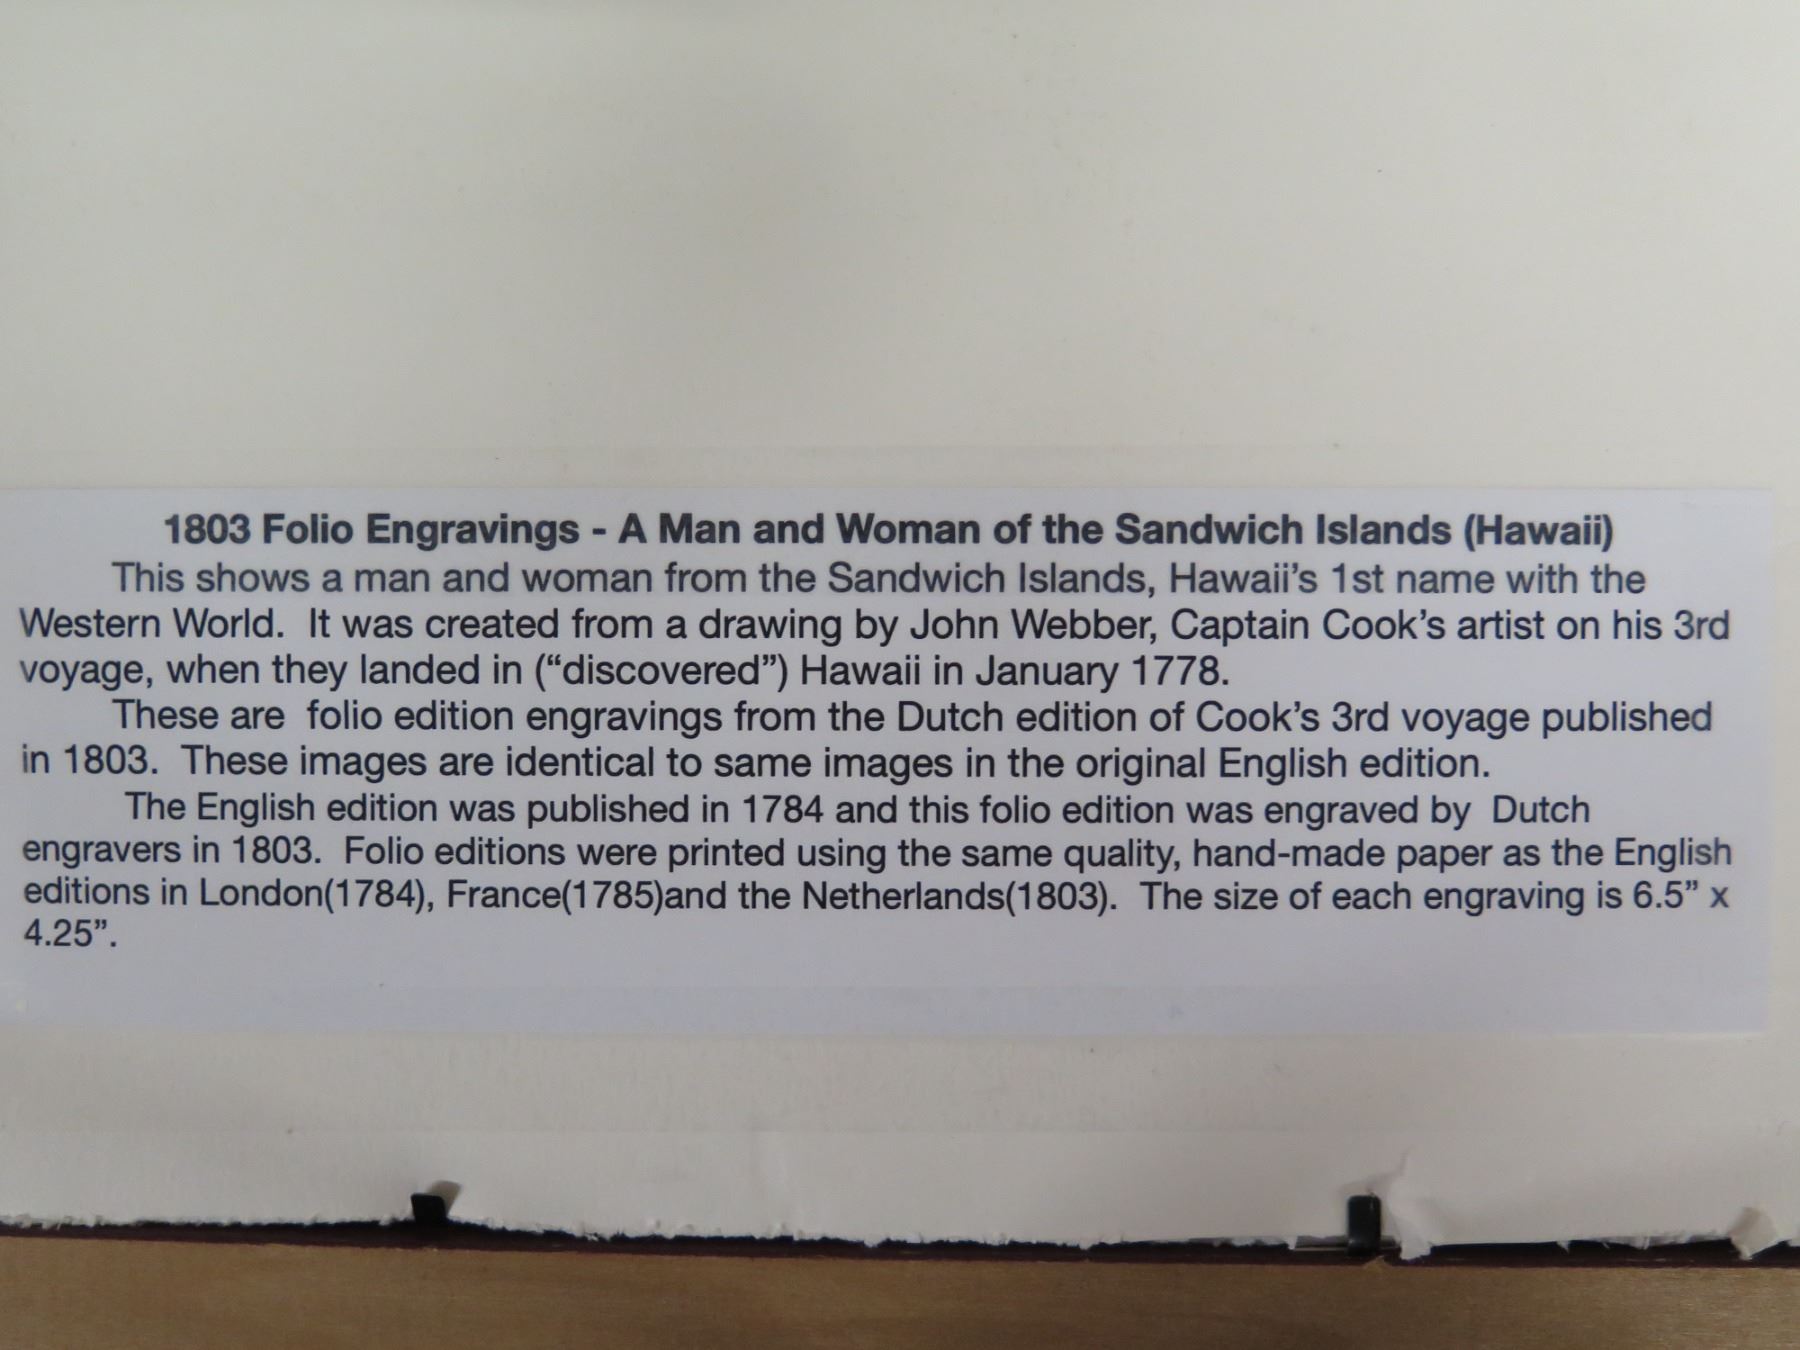 1803 Folio Engravings - A Man and Woman of the Sandwich Islands (Hawaii)
This shows a man and woman from the Sandwich Islands, Hawaii's 1st name with the
Western World. It was created from a drawing by John Webber, Captain Cook's artist on his 3rd
voyage, when they landed in (“discovered”) Hawaii in January 1778.
These are folio edition engravings from the Dutch edition of Cook's 3rd voyage published
in 1803. These images are identical to same images in the original English edition.
The English edition was published in 1784 and this folio edition was engraved by Dutch
engravers in 1803. Folio editions were printed using the same quality, hand-made paper as the English
editions in London(1784), France(1785)and the Netherlands(1803). The size of each engraving is 6.5” x
4.25”.